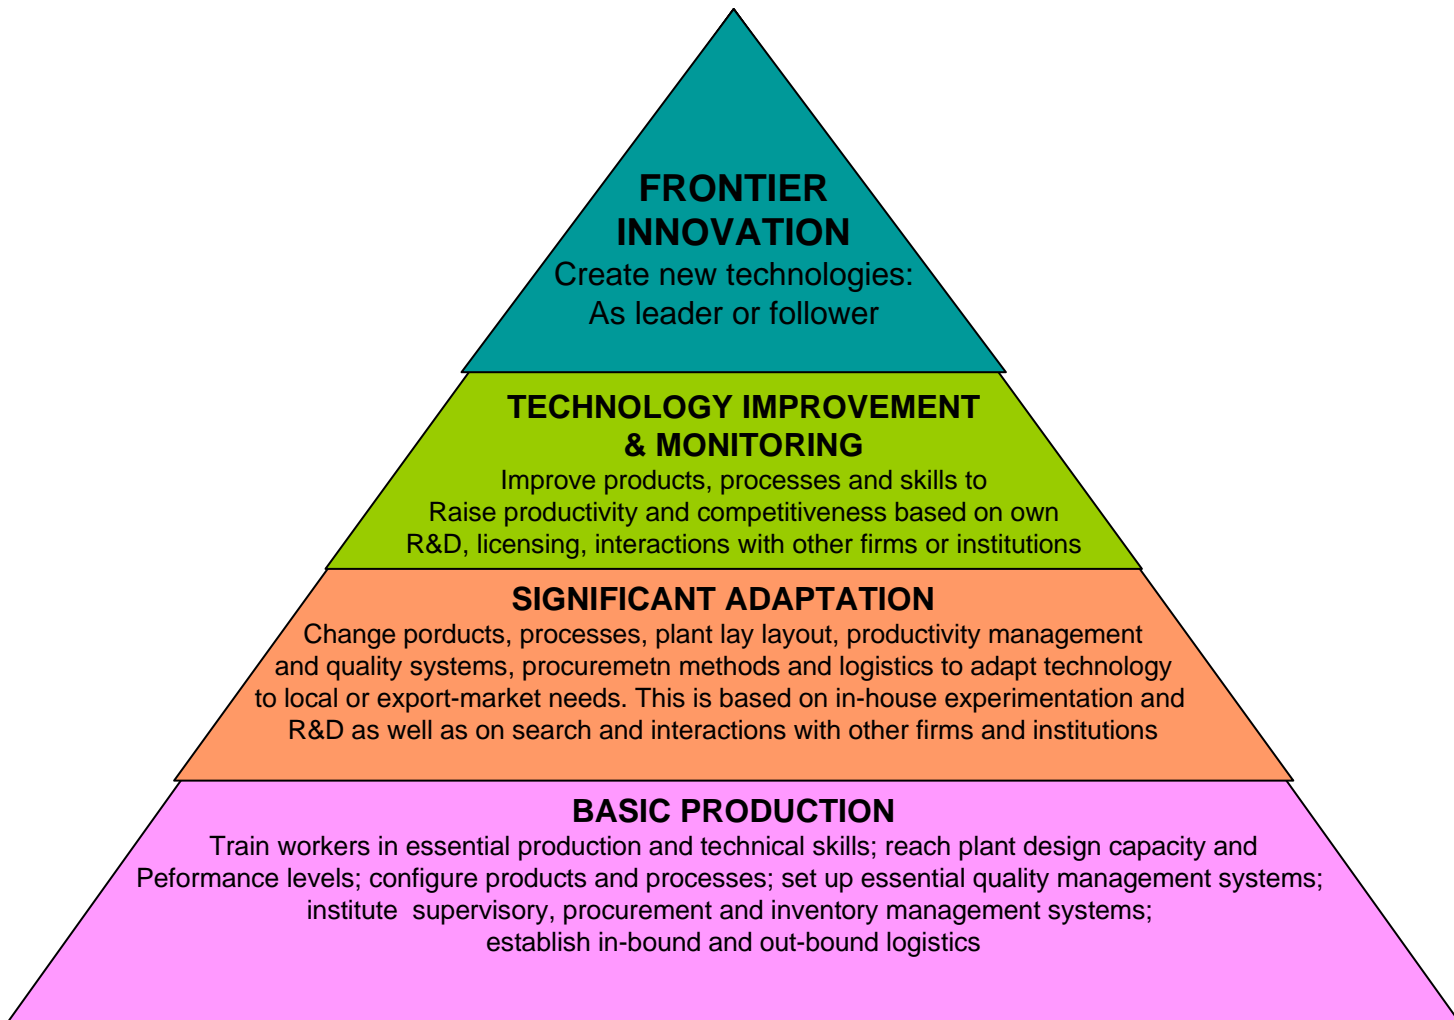 FRONTIER
INNOVATION
Create new technologies:
As leader or follower
TECHNOLOGY IMPROVEMENT
& MONITORING
Improve products, processes and skills to
Raise productivity and competitiveness based on own
R&D, licensing, interactions with other firms or institutions
SIGNIFICANT ADAPTATION
Change porducts, processes, plant lay layout, productivity management
and quality systems, procuremetn methods and logistics to adapt technology
to local or export-market needs. This is based on in-house experimentation and
R&D as well as on search and interactions with other firms and institutions
BASIC PRODUCTION
Train workers in essential production and technical skills; reach plant design capacity and
Peformance levels; configure products and processes; set up essential quality management systems;
institute  supervisory, procurement and inventory management systems;
establish in-bound and out-bound logistics